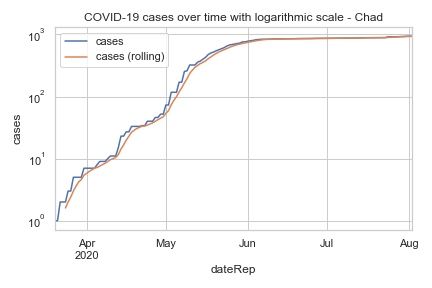 COVID-19 cases over time with logarithmic scale - Chad
cases
cases (rolling)
10³
10²
10¹
10⁰
cases
Apr May Jun Jul Aug
2020
dateRep